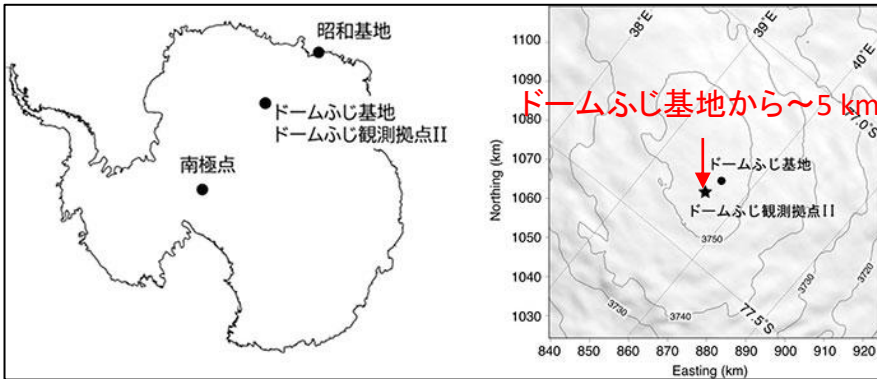 昭和基地
ドームふじ基地
ドームふじ観測拠点II
南極点
1100
1090
1080
1070
1060
1050
1040
1030
Northing (km)
38°E
39°E
40°E
77.0°S
ドームふじ基地から～5 km
ドームふじ基地
ドームふじ観測拠点II
3750
3740
3730
3730
3720
77.5°S
840 850 860 870 880 890 900 910 920
Easting (km)